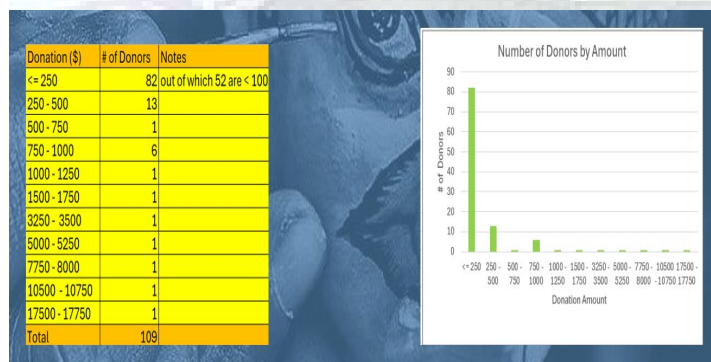 Donation ($) # of Donors Notes
<= 250 82 out of which 52 are < 100
250 - 500 13
500 - 750 1
750 - 1000 6
1000 - 1250 1
1500 - 1750 1
3250 - 3500 1
5000 - 5250 1
7750 - 8000 1
10500 - 10750 1
17500 - 17750 1
Total 109
Number of Donors by Amount
# of Donors
90
80
70
60
50
40
30
20
10
0
<= 250 250 - 500 - 750 - 1000 - 1500 - 3250 - 5000 - 7750 - 10500 17500 -
500 750 1000 1250 1750 3500 5250 8000 - 10750 17750
Donation Amount